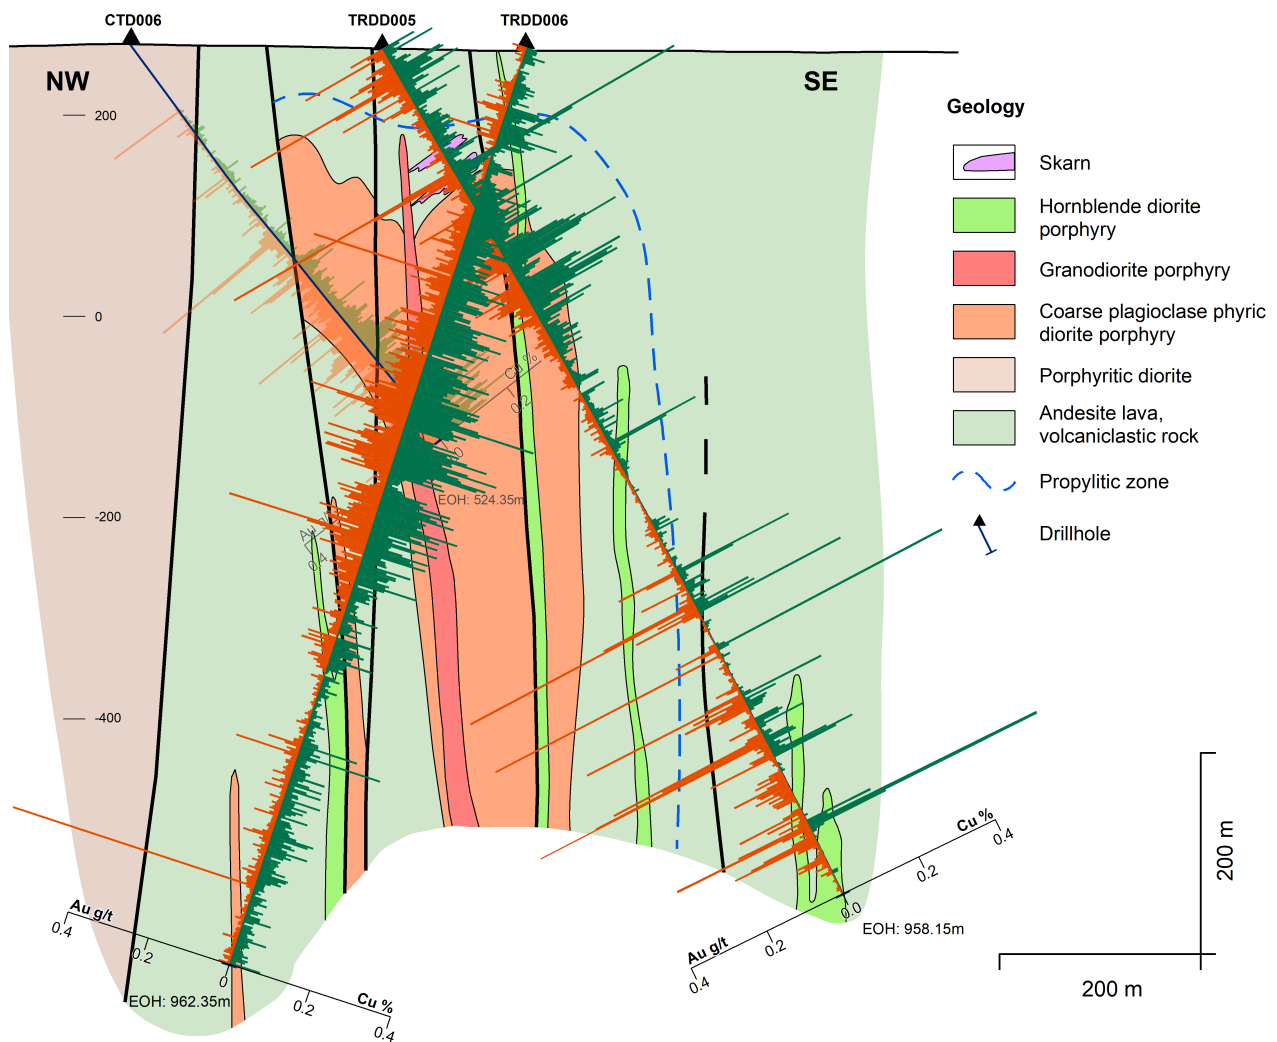 CTD006
TRDD005
TRDD006
NW
SE
200
0
-200
-400
Geology
Skarn
Hornblende diorite
porphyry
Granodiorite porphyry
Coarse plagioclase phyric
diorite porphyry
Porphyritic diorite
Andesite lava,
volcaniclastic rock
Propylitic zone
Drillhole
Cu %
0.2
0
EOH: 524.35m
0.4
Au g/t
0.4
0.2
0
EOH: 962.35m
0.2
Cu %
0.4
Au g/t
0.4
0.2
0.0
EOH: 958.15m
0.2
Cu %
0.4
200 m
200 m